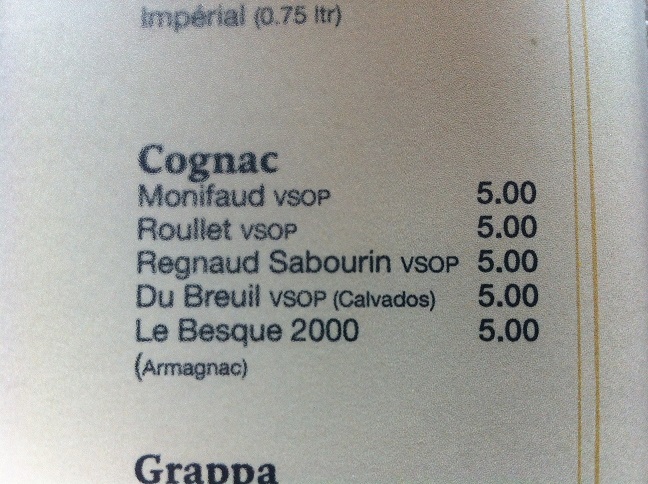 Impérial (0.75 ltr)
Cognac
Monifaud VSOP 5.00
Roullet VSOP 5.00
Regnaud Sabourin VSOP 5.00
Du Breuil VSOP (Calvados) 5.00
Le Besque 2000 5.00
(Armagnac)
Grappa